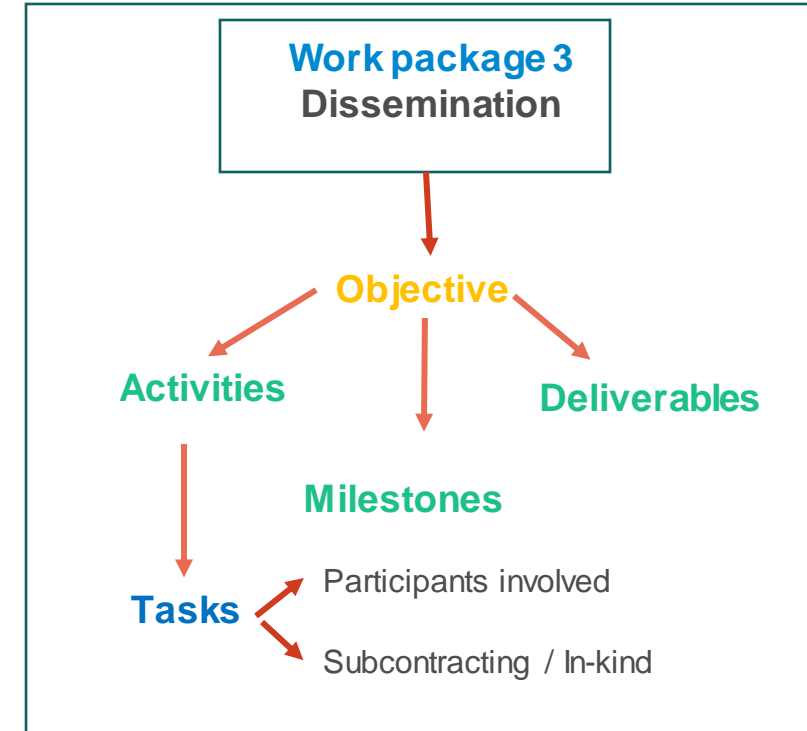 Work package 3
Dissemination
Objective
Activities
Deliverables
Milestones
Participants involved
Tasks
Subcontracting / In-kind